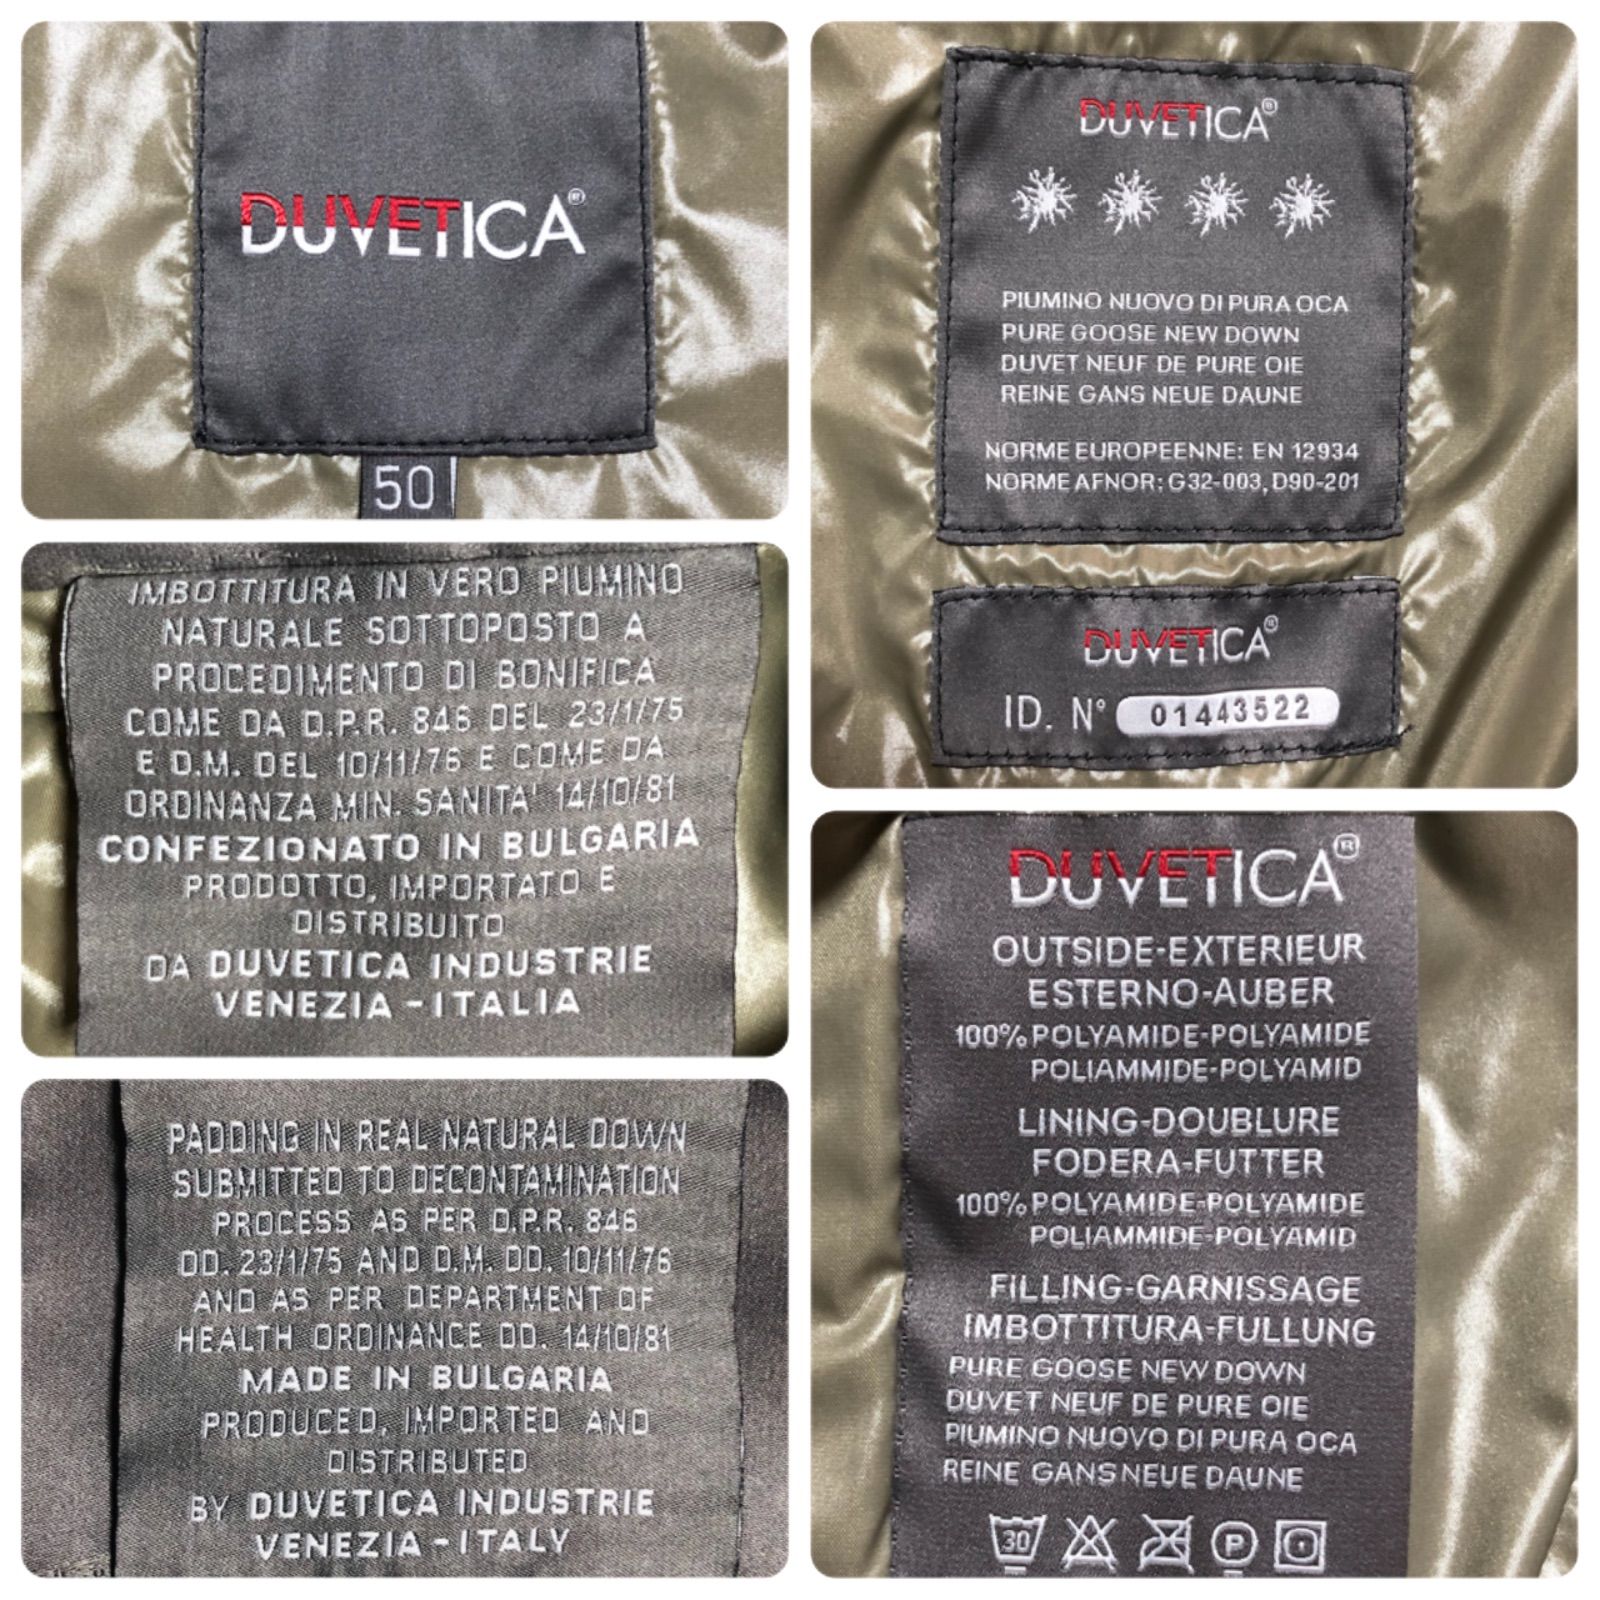 DUVETICA®
50
DUVETICA®
PIUMINO NUOVO DI PURA OCA
PURE GOOSE NEW DOWN
DUVET NEUF DE PURE OIE
REINE GANS NEUE DAUNE
NORME EUROPEENNE: EN 12934
NORME AFNOR: G32-003, D90-201
DUVETICA®
ID. N° 01443522
IMBOTTITURA IN VERO PIUMINO
NATURALE SOTTOPOSTO A
PROCEDIMENTO DI BONIFICA
COME DA D.P.R. 846 DEL 23/1/75
E D.M. DEL 10/11/76 E COME DA
ORDINANZA MIN. SANITA' 14/10/81
CONFEZIONATO IN BULGARIA
PRODOTTO, IMPORTATO E
DISTRIBUITO
DA DUVETICA INDUSTRIE
VENEZIA - ITALIA
PADDING IN REAL NATURAL DOWN
SUBMITTED TO DECONTAMINATION
PROCESS AS PER D.P.R. 846
DD. 23/1/75 AND D.M. DD. 10/11/76
AND AS PER DEPARTMENT OF
HEALTH ORDINANCE DD. 14/10/81
MADE IN BULGARIA
PRODUCED, IMPORTED AND
DISTRIBUTED
BY DUVETICA INDUSTRIE
VENEZIA - ITALY
DUVETICA®
OUTSIDE-EXTERIEUR
ESTERNO-AUBER
100% POLYAMIDE-POLYAMIDE
POLIAMMIDE-POLYAMID
LINING-DOUBLURE
FODERA-FUTTER
100% POLYAMIDE-POLYAMIDE
POLIAMMIDE-POLYAMID
FILLING-GARNISSAGE
IMBOTTITURA-FULLUNG
PURE GOOSE NEW DOWN
DUVET NEUF DE PURE OIE
PIUMINO NUOVO DI PURA OCA
REINE GANS NEUE DAUNE
30 P